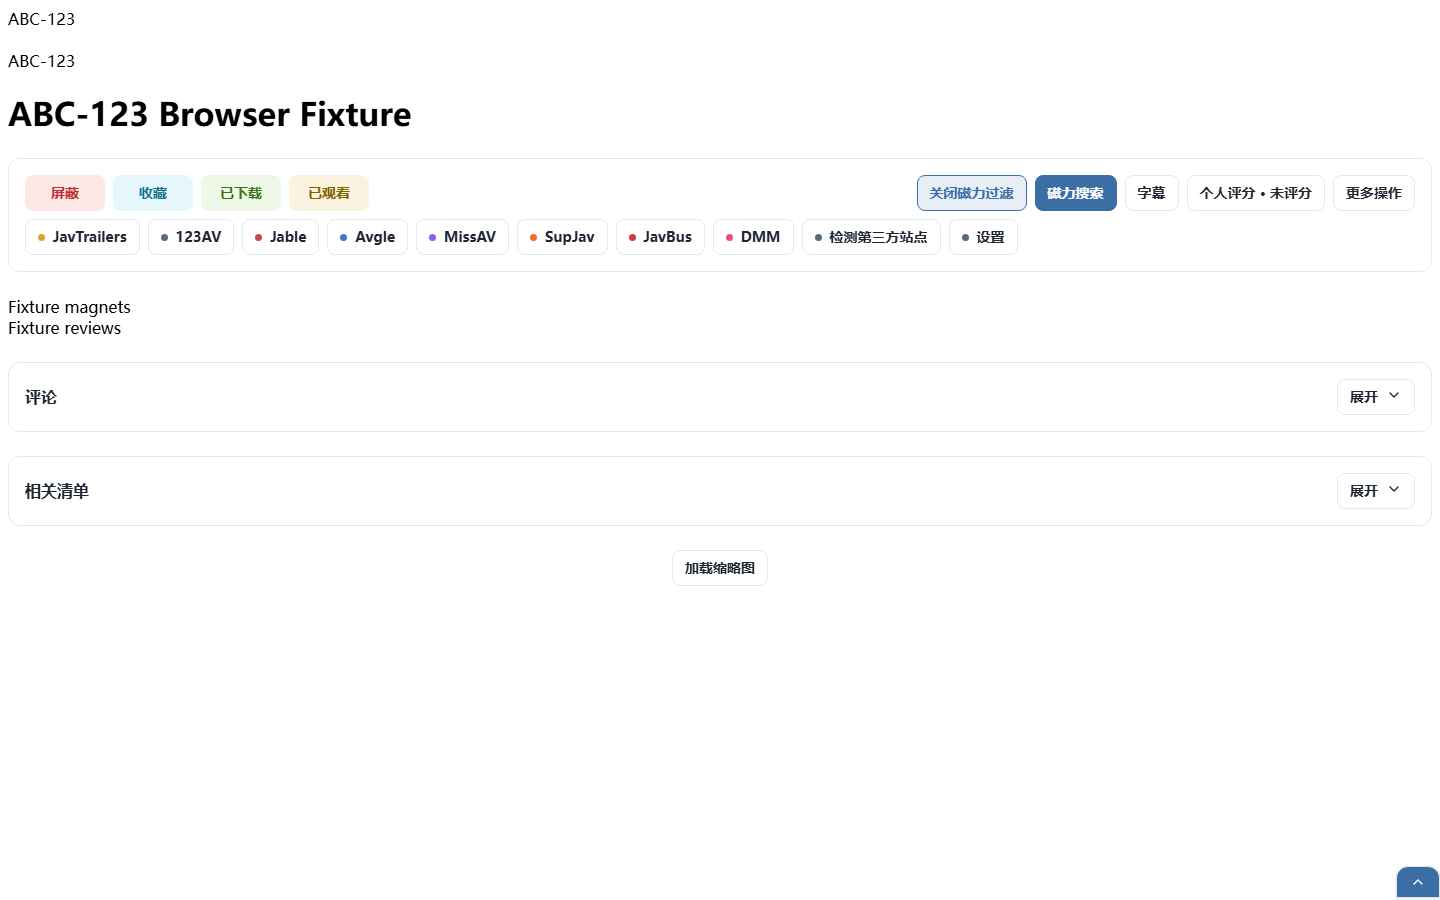 ABC-123
ABC-123
ABC-123 Browser Fixture
屏蔽 收藏 已下载 已观看 关闭磁力过滤 磁力搜索 字幕 个人评分 • 未评分 更多操作
JavTrailers 123AV Jable Avgle MissAV SupJav JavBus DMM 检测第三方站点 设置
Fixture magnets
Fixture reviews
评论 展开
相关清单 展开
加载缩略图